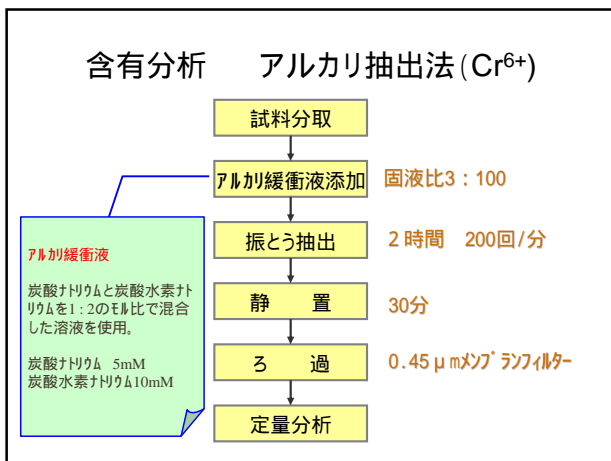 含有分析　アルカリ抽出法(Cr⁶⁺)
試料分取
ｱﾙｶﾘ緩衝液添加　固液比3：100
振とう抽出　２時間　200回/分
静　置　30分
ろ　過　0.45μmﾒﾝﾌﾞﾗﾝﾌｨﾙﾀｰ
定量分析
ｱﾙｶﾘ緩衝液
炭酸ﾅﾄﾘｳﾑと炭酸水素ﾅﾄ
ﾘｳﾑを1：2のﾓﾙ比で混合
した溶液を使用。
炭酸ﾅﾄﾘｳﾑ　5mM
炭酸水素ﾅﾄﾘｳﾑ10mM